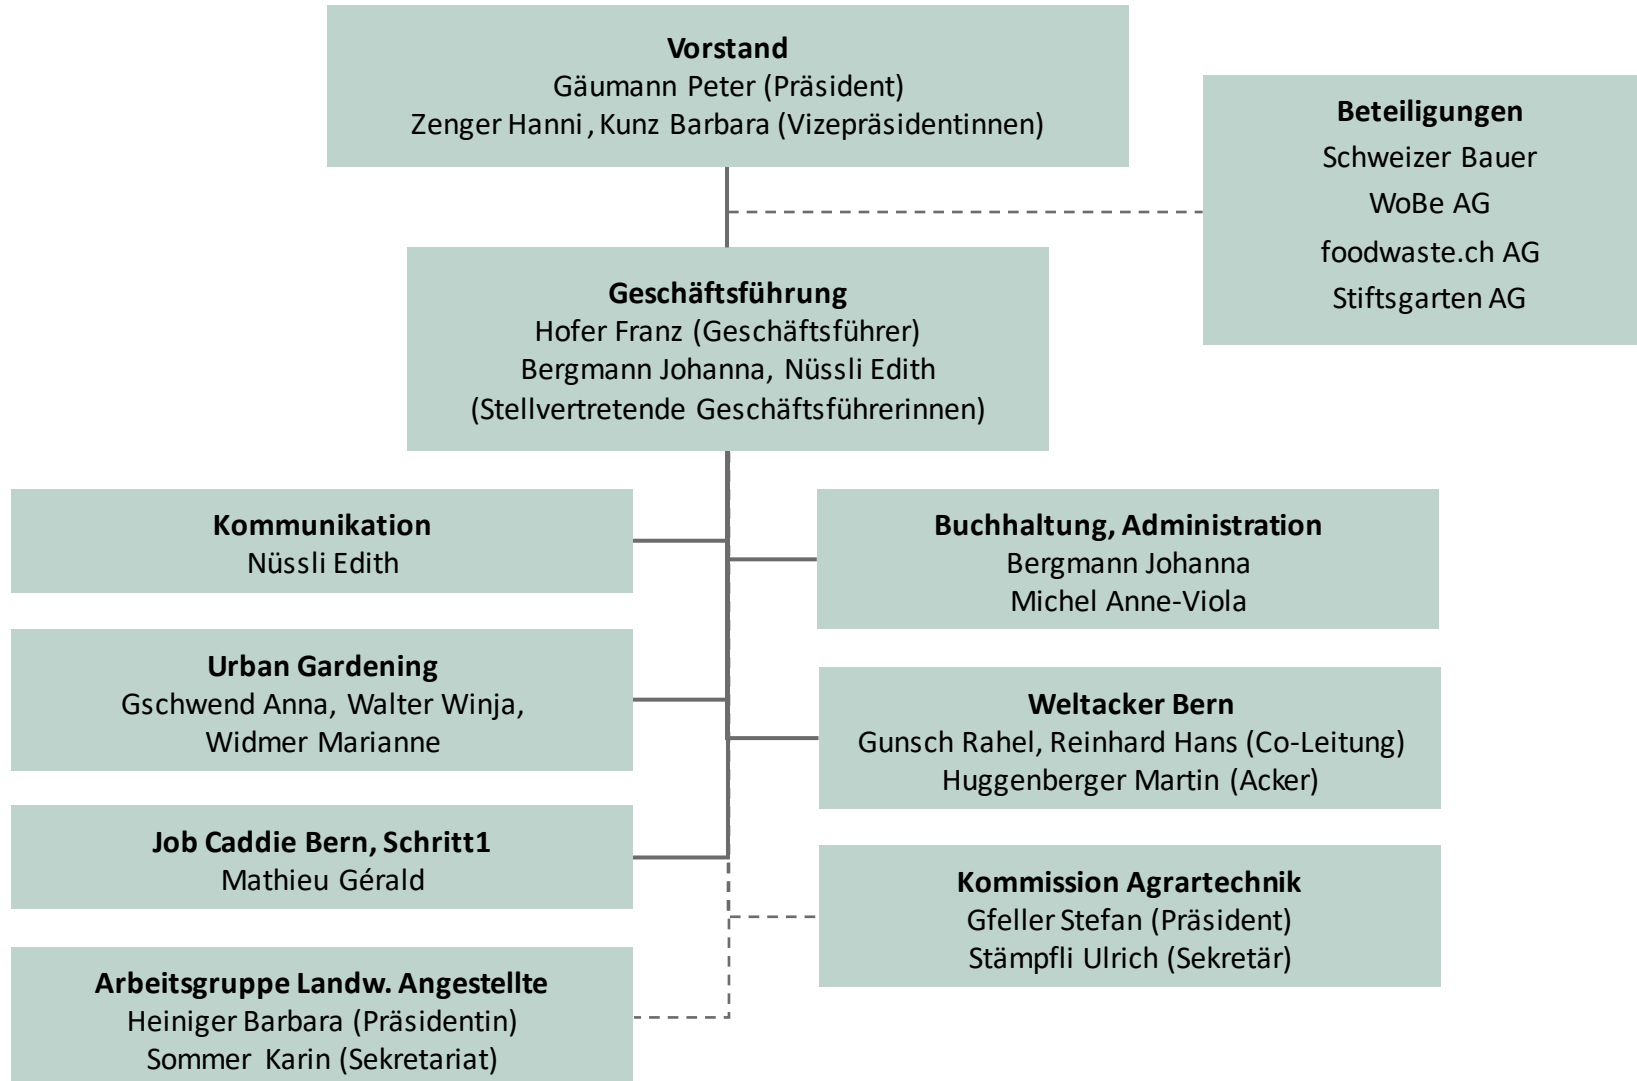 Vorstand
Gäumann Peter (Präsident)
Zenger Hanni, Kunz Barbara (Vizepräsidentinnen)
Beteiligungen
Schweizer Bauer
WoBe AG
foodwaste.ch AG
Stiftsgarten AG
Geschäftsführung
Hofer Franz (Geschäftsführer)
Bergmann Johanna, Nüssli Edith
(Stellvertretende Geschäftsführerinnen)
Kommunikation
Nüssli Edith
Buchhaltung, Administration
Bergmann Johanna
Michel Anne-Viola
Urban Gardening
Gschwend Anna, Walter Winja,
Widmer Marianne
Weltacker Bern
Gunsch Rahel, Reinhard Hans (Co-Leitung)
Huggenberger Martin (Acker)
Job Caddie Bern, Schritt1
Mathieu Gérald
Kommission Agrartechnik
Gfeller Stefan (Präsident)
Stämpfli Ulrich (Sekretär)
Arbeitsgruppe Landw. Angestellte
Heiniger Barbara (Präsidentin)
Sommer Karin (Sekretariat)